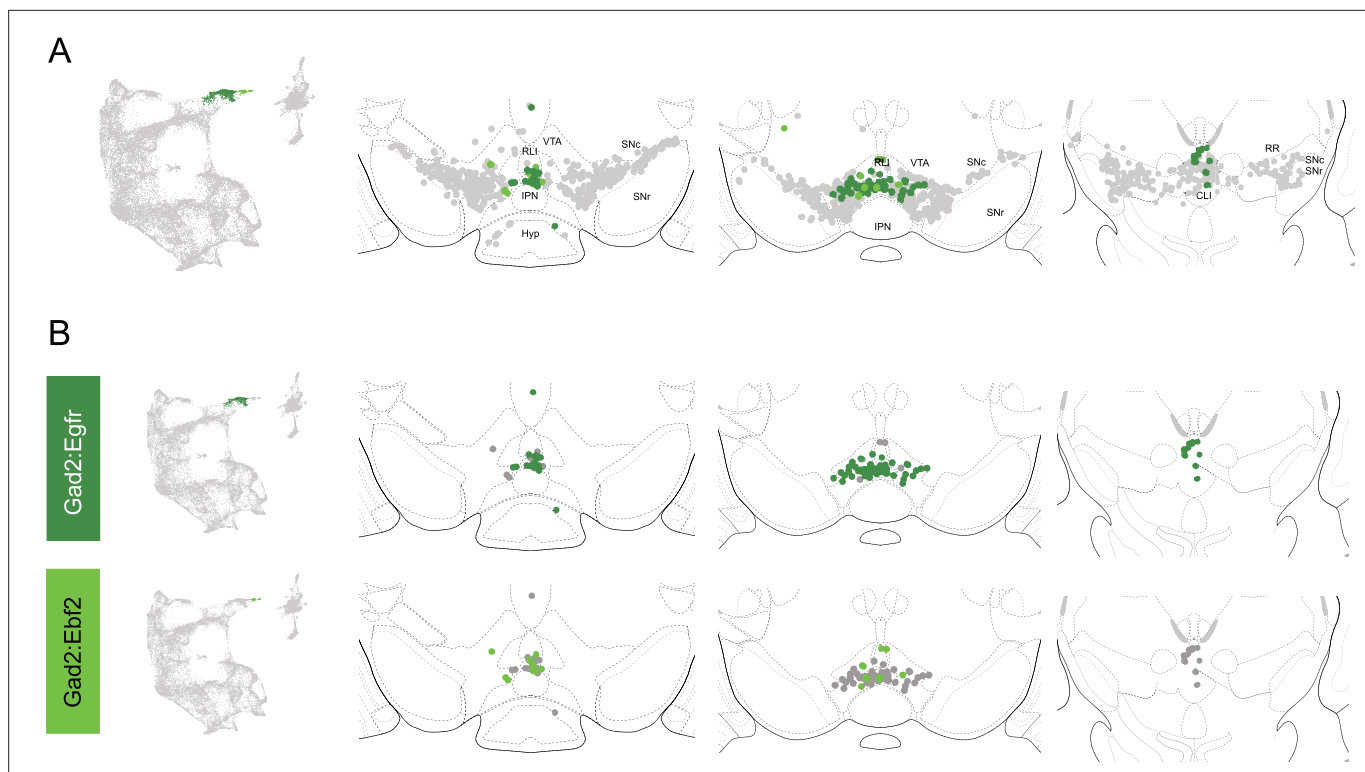 A
VTA
RLI
SNc
IPN
SNr
Hyp
RLI
VTA
SNc
SNr
IPN
RR
SNc
SNr
CLI
B
Gad2:Egfr
Gad2:Ebf2